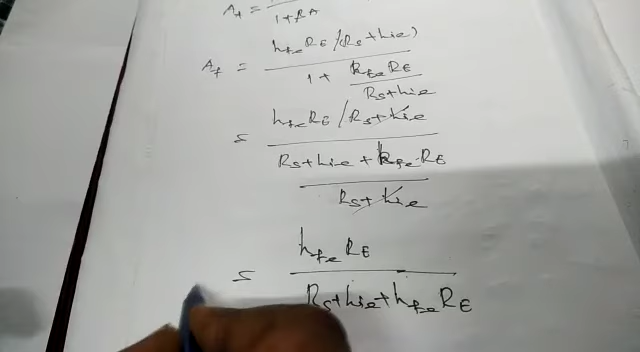 A_f =
1+βA
A_f = h_fe R_E /(R_s+h_ie) / 1 + h_fe R_E / R_s+h_ie
= h_fe R_E / R_s+h_ie / R_s+h_ie + h_fe·R_E / R_s+h_ie
= h_fe R_E / R_s+h_ie+h_fe R_E